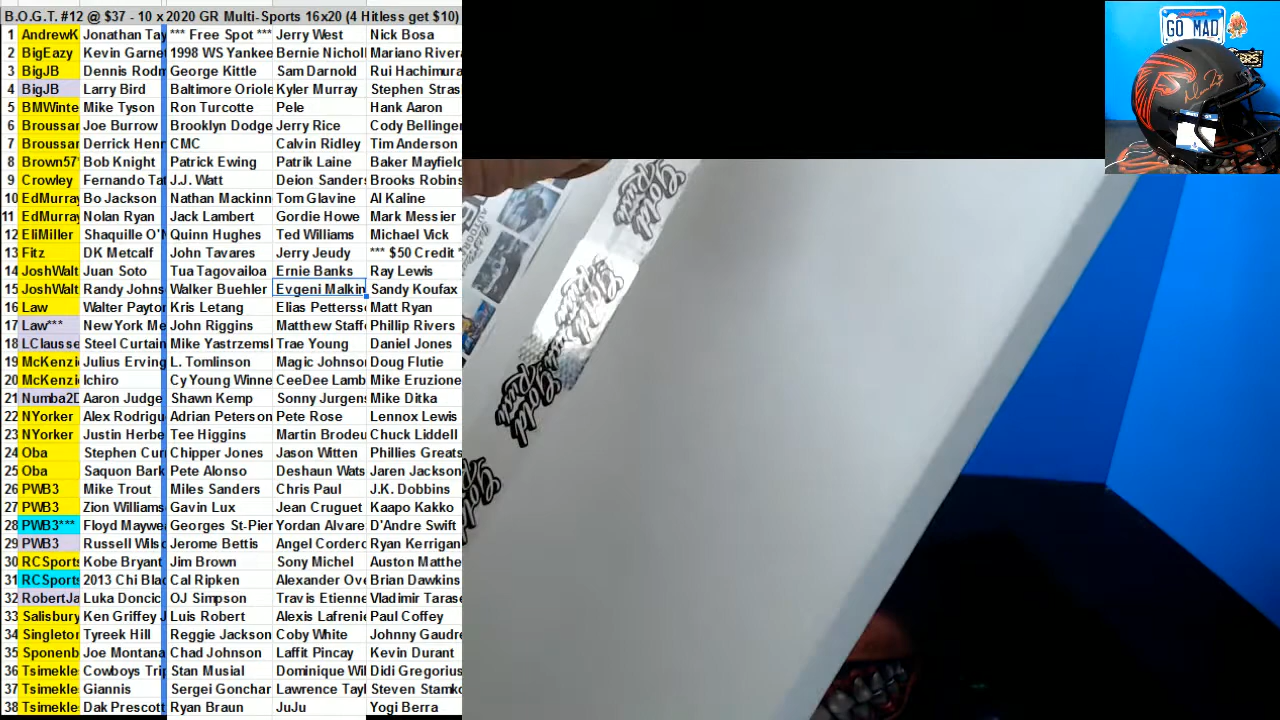 B.O.G.T. #12 @ $37 - 10 x 2020 GR Multi-Sports 16x20 (4 Hitless get $10)
1 AndrewK Jonathan Tay *** Free Spot *** Jerry West Nick Bosa
2 BigEazy Kevin Garne 1998 WS Yankee Bernie Nicholl Mariano Rivera
3 BigJB Dennis Rodm George Kittle Sam Darnold Rui Hachimura
4 BigJB Larry Bird Baltimore Oriole Kyler Murray Stephen Stras
5 BMWinte Mike Tyson Ron Turcotte Pele Hank Aaron
6 Broussar Joe Burrow Brooklyn Dodge Jerry Rice Cody Bellinger
7 Broussar Derrick Henr CMC Calvin Ridley Tim Anderson
8 Brown57 Bob Knight Patrick Ewing Patrik Laine Baker Mayfield
9 Crowley Fernando Tat J.J. Watt Deion Sanders Brooks Robins
10 EdMurray Bo Jackson Nathan Mackinn Tom Glavine Al Kaline
11 EdMurray Nolan Ryan Jack Lambert Gordie Howe Mark Messier
12 EliMiller Shaquille O'N Quinn Hughes Ted Williams Michael Vick
13 Fitz DK Metcalf John Tavares Jerry Jeudy *** $50 Credit *
14 JoshWalt Juan Soto Tua Tagovailoa Ernie Banks Ray Lewis
15 JoshWalt Randy Johns Walker Buehler Evgeni Malkin Sandy Koufax
16 Law Walter Payto Kris Letang Elias Petterss Matt Ryan
17 Law*** New York Me John Riggins Matthew Staff Phillip Rivers
18 LClausse Steel Curtain Mike Yastrzemsl Trae Young Daniel Jones
19 McKenzi Julius Erving L. Tomlinson Magic Johnso Doug Flutie
20 McKenzi Ichiro Cy Young Winne CeeDee Lamb Mike Eruzione
21 Numba2D Aaron Judge Shawn Kemp Sonny Jurgens Mike Ditka
22 NYorker Alex Rodrigu Adrian Peterson Pete Rose Lennox Lewis
23 NYorker Justin Herbe Tee Higgins Martin Brodeu Chuck Liddell
24 Oba Stephen Cur Chipper Jones Jason Witten Phillies Greats
25 Oba Saquon Bark Pete Alonso Deshaun Wats Jaren Jackson
26 PWB3 Mike Trout Miles Sanders Chris Paul J.K. Dobbins
27 PWB3 Zion Williams Gavin Lux Jean Cruguet Kaapo Kakko
28 PWB3*** Floyd Maywe Georges St-Pier Yordan Alvare D'Andre Swift
29 PWB3 Russell Wils Jerome Bettis Angel Cordero Ryan Kerrigan
30 RCSports Kobe Bryant Jim Brown Sony Michel Auston Matthe
31 RCSports 2013 Chi Bla Cal Ripken Alexander Ove Brian Dawkins
32 RobertJa Luka Doncic OJ Simpson Travis Etienne Vladimir Tarase
33 Salisbury Ken Griffey J Luis Robert Alexis Lafrenie Paul Coffey
34 Singleton Tyreek Hill Reggie Jackson Coby White Johnny Gaudre
35 Sponenb Joe Montana Chad Johnson Laffit Pincay Kevin Durant
36 Tsimekle Cowboys Trip Stan Musial Dominique Wil Didi Gregorius
37 Tsimekle Giannis Sergei Gonchar Lawrence Tayl Steven Stamko
38 Tsimekle Dak Prescott Ryan Braun JuJu Yogi Berra
GO MAD
Gold Rush
Gold Rush
Gold Rush
Gold